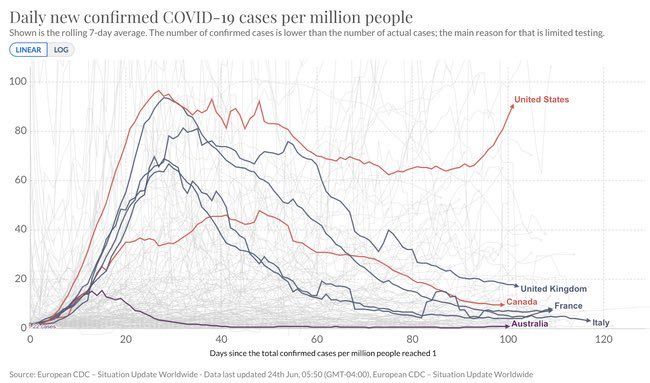 Daily new confirmed COVID-19 cases per million people
Shown is the rolling 7-day average. The number of confirmed cases is lower than the number of actual cases; the main reason for that is limited testing.
LINEAR LOG
100
80
60
40
20
0
United States
United Kingdom
Canada
France
Australia
Italy
cases
0 20 40 60 80 100 120
Days since the total confirmed cases per million people reached 1
Source: European CDC – Situation Update Worldwide - Data last updated 24th Jun, 05:50 (GMT-04:00), European CDC – Situation Update Worldwide